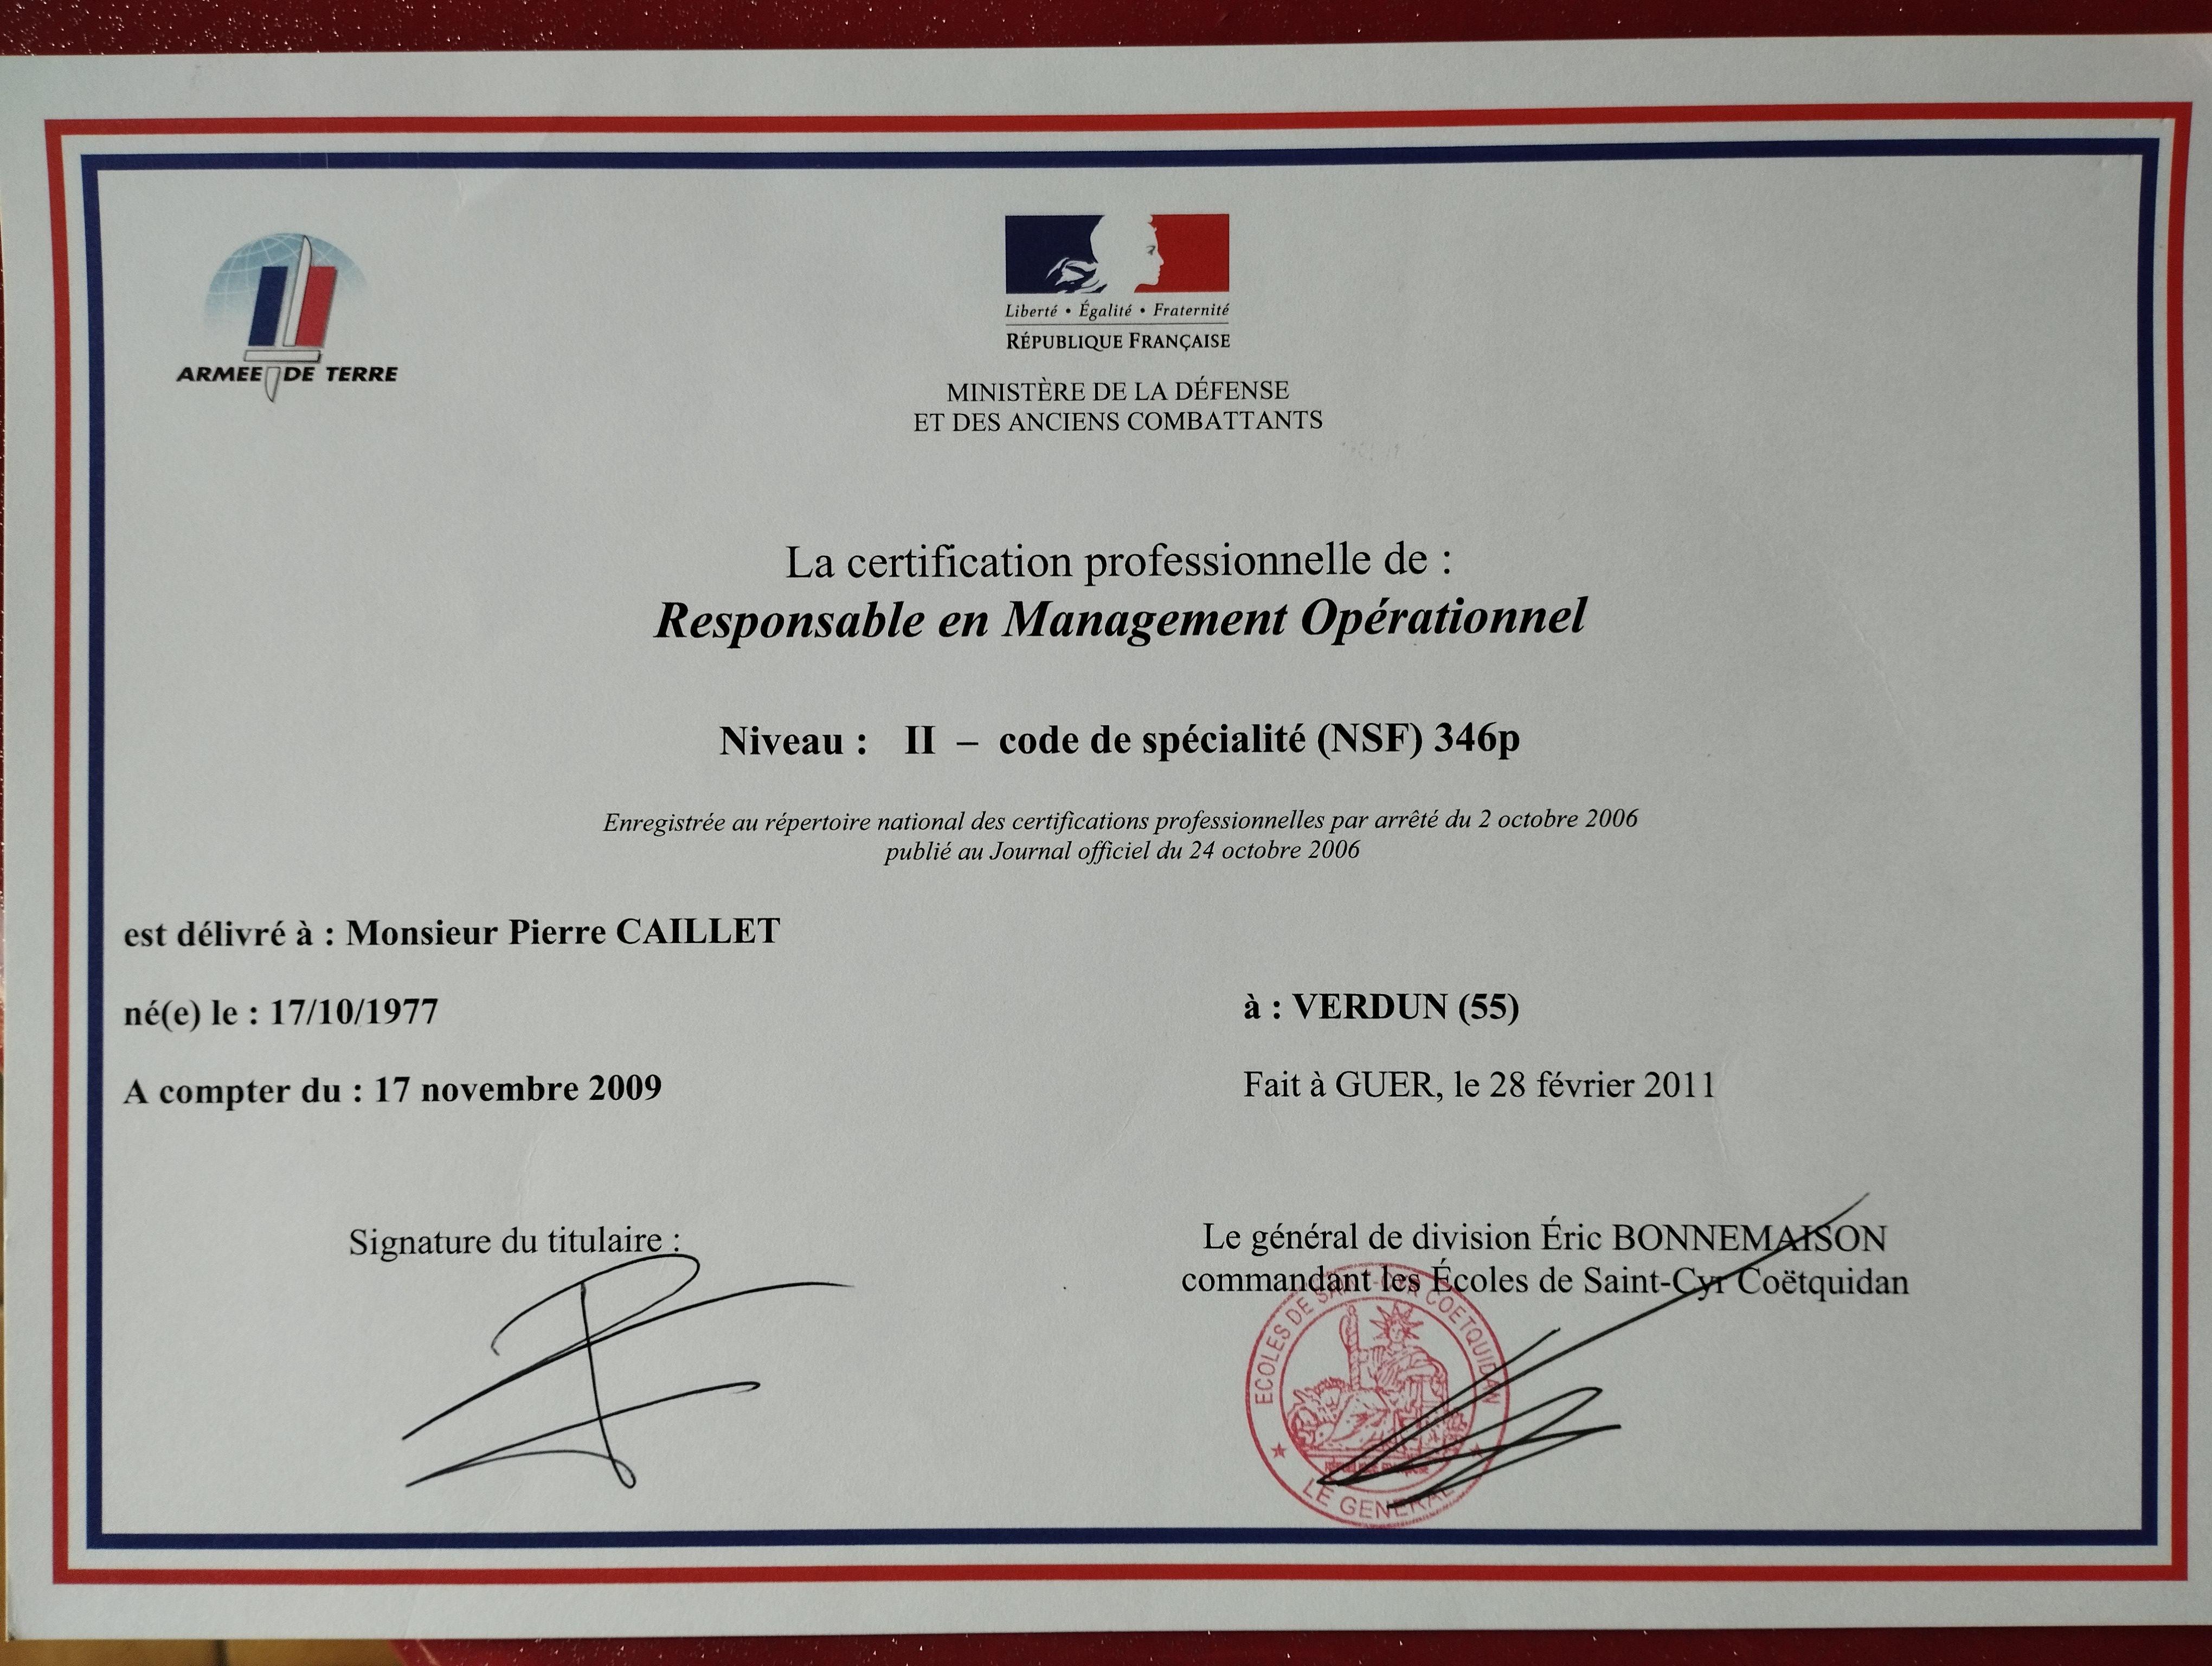 ARMEE DE TERRE
Liberté • Égalité • Fraternité
RÉPUBLIQUE FRANÇAISE
MINISTÈRE DE LA DÉFENSE
ET DES ANCIENS COMBATTANTS
La certification professionnelle de :
Responsable en Management Opérationnel
Niveau : II – code de spécialité (NSF) 346p
Enregistrée au répertoire national des certifications professionnelles par arrêté du 2 octobre 2006
publié au Journal officiel du 24 octobre 2006
est délivré à : Monsieur Pierre CAILLET
né(e) le : 17/10/1977
à : VERDUN (55)
A compter du : 17 novembre 2009
Fait à GUER, le 28 février 2011
Signature du titulaire :
Le général de division Éric BONNEMAISON
commandant les Écoles de Saint-Cyr Coëtquidan
ECOLES DE SAINT-CYR COETQUIDAN
LE GENERAL